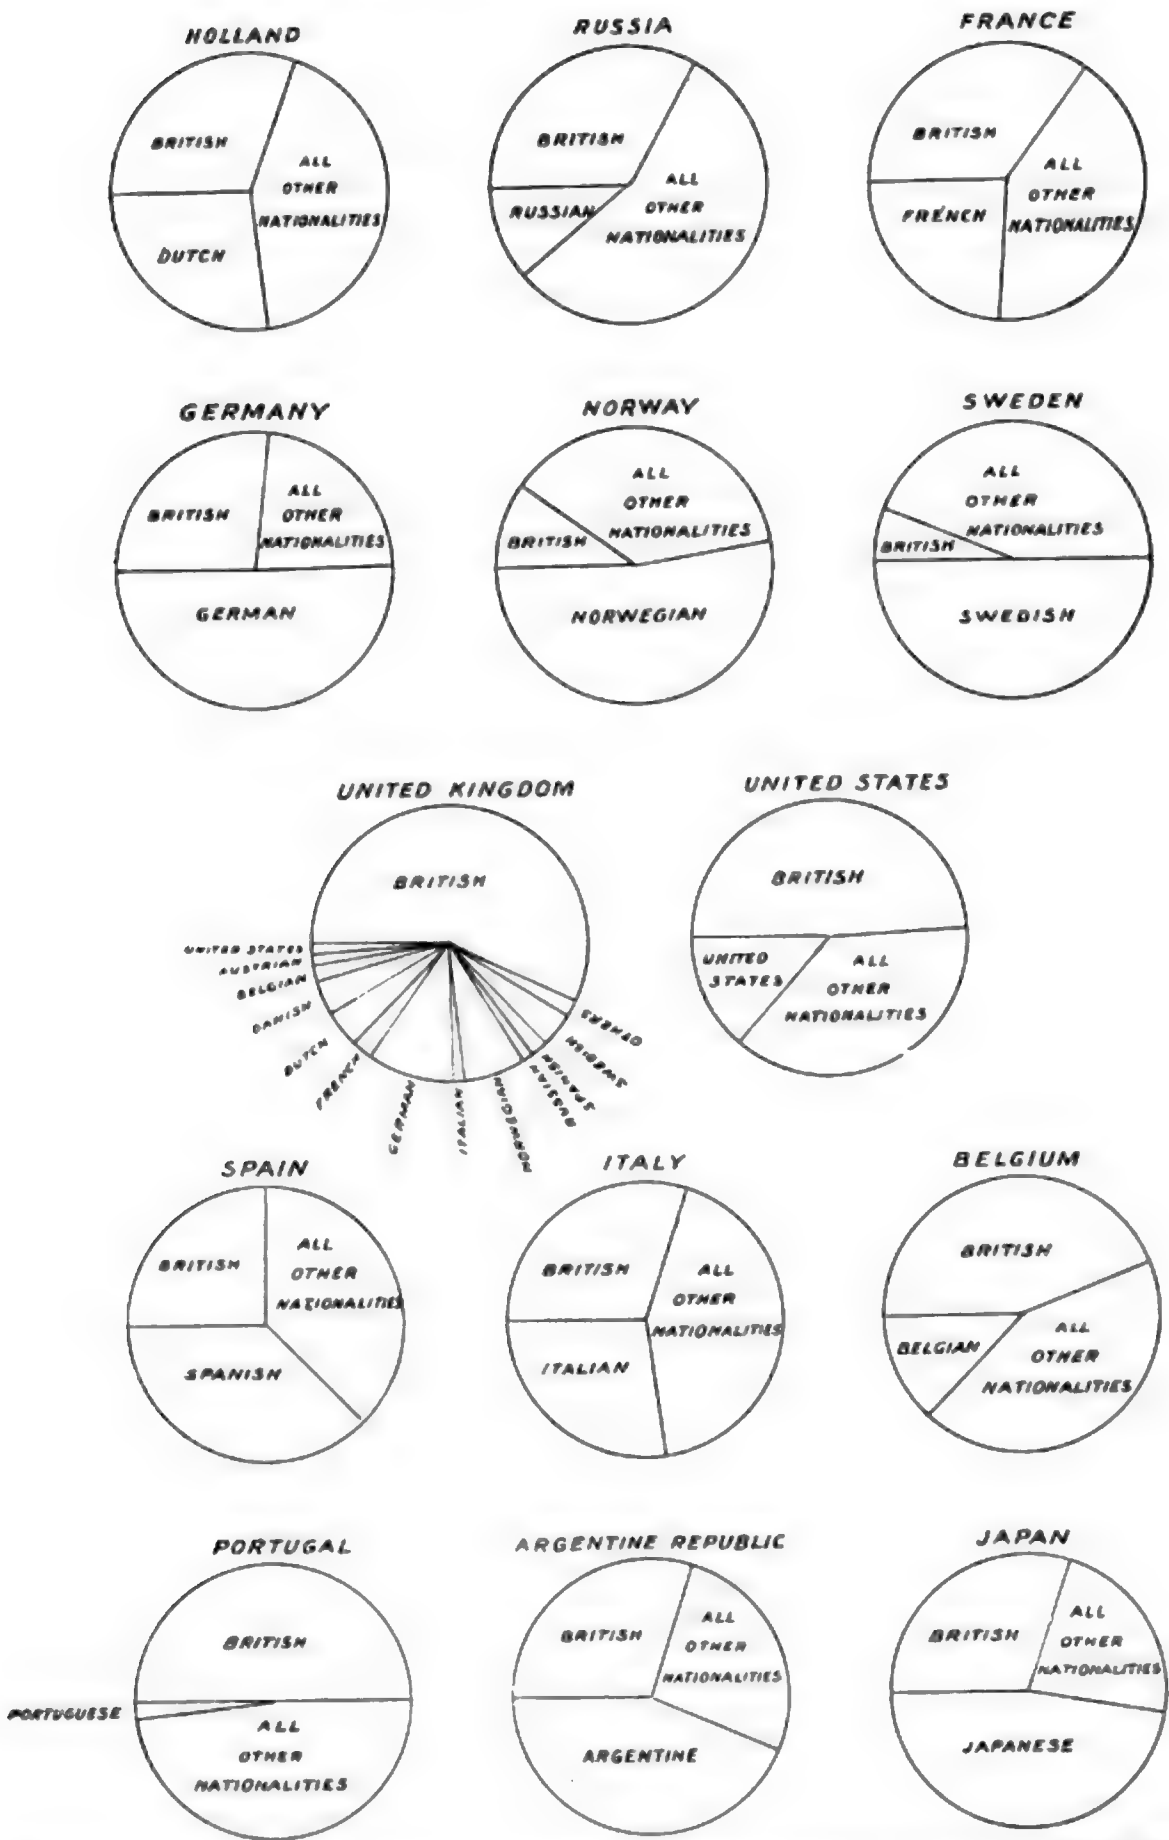 HOLLAND
BRITISH
ALL
OTHER
NATIONALITIES
DUTCH
RUSSIA
BRITISH
ALL
OTHER
NATIONALITIES
RUSSIAN
FRANCE
BRITISH
ALL
OTHER
NATIONALITIES
FRENCH
GERMANY
BRITISH
ALL
OTHER
NATIONALITIES
GERMAN
NORWAY
ALL
OTHER
NATIONALITIES
BRITISH
NORWEGIAN
SWEDEN
ALL
OTHER
NATIONALITIES
BRITISH
SWEDISH
UNITED KINGDOM
BRITISH
UNITED STATES
AUSTRIAN
BELGIAN
DANISH
DUTCH
FRENCH
GERMAN
ITALIAN
NORWEGIAN
RUSSIAN
SPANISH
SWEDISH
OTHERS
UNITED STATES
BRITISH
UNITED
STATES
ALL
OTHER
NATIONALITIES
SPAIN
BRITISH
ALL
OTHER
NATIONALITIES
SPANISH
ITALY
BRITISH
ALL
OTHER
NATIONALITIES
ITALIAN
BELGIUM
BRITISH
BELGIAN
ALL
OTHER
NATIONALITIES
PORTUGAL
BRITISH
PORTUGUESE
ALL
OTHER
NATIONALITIES
ARGENTINE REPUBLIC
BRITISH
ALL
OTHER
NATIONALITIES
ARGENTINE
JAPAN
BRITISH
ALL
OTHER
NATIONALITIES
JAPANESE